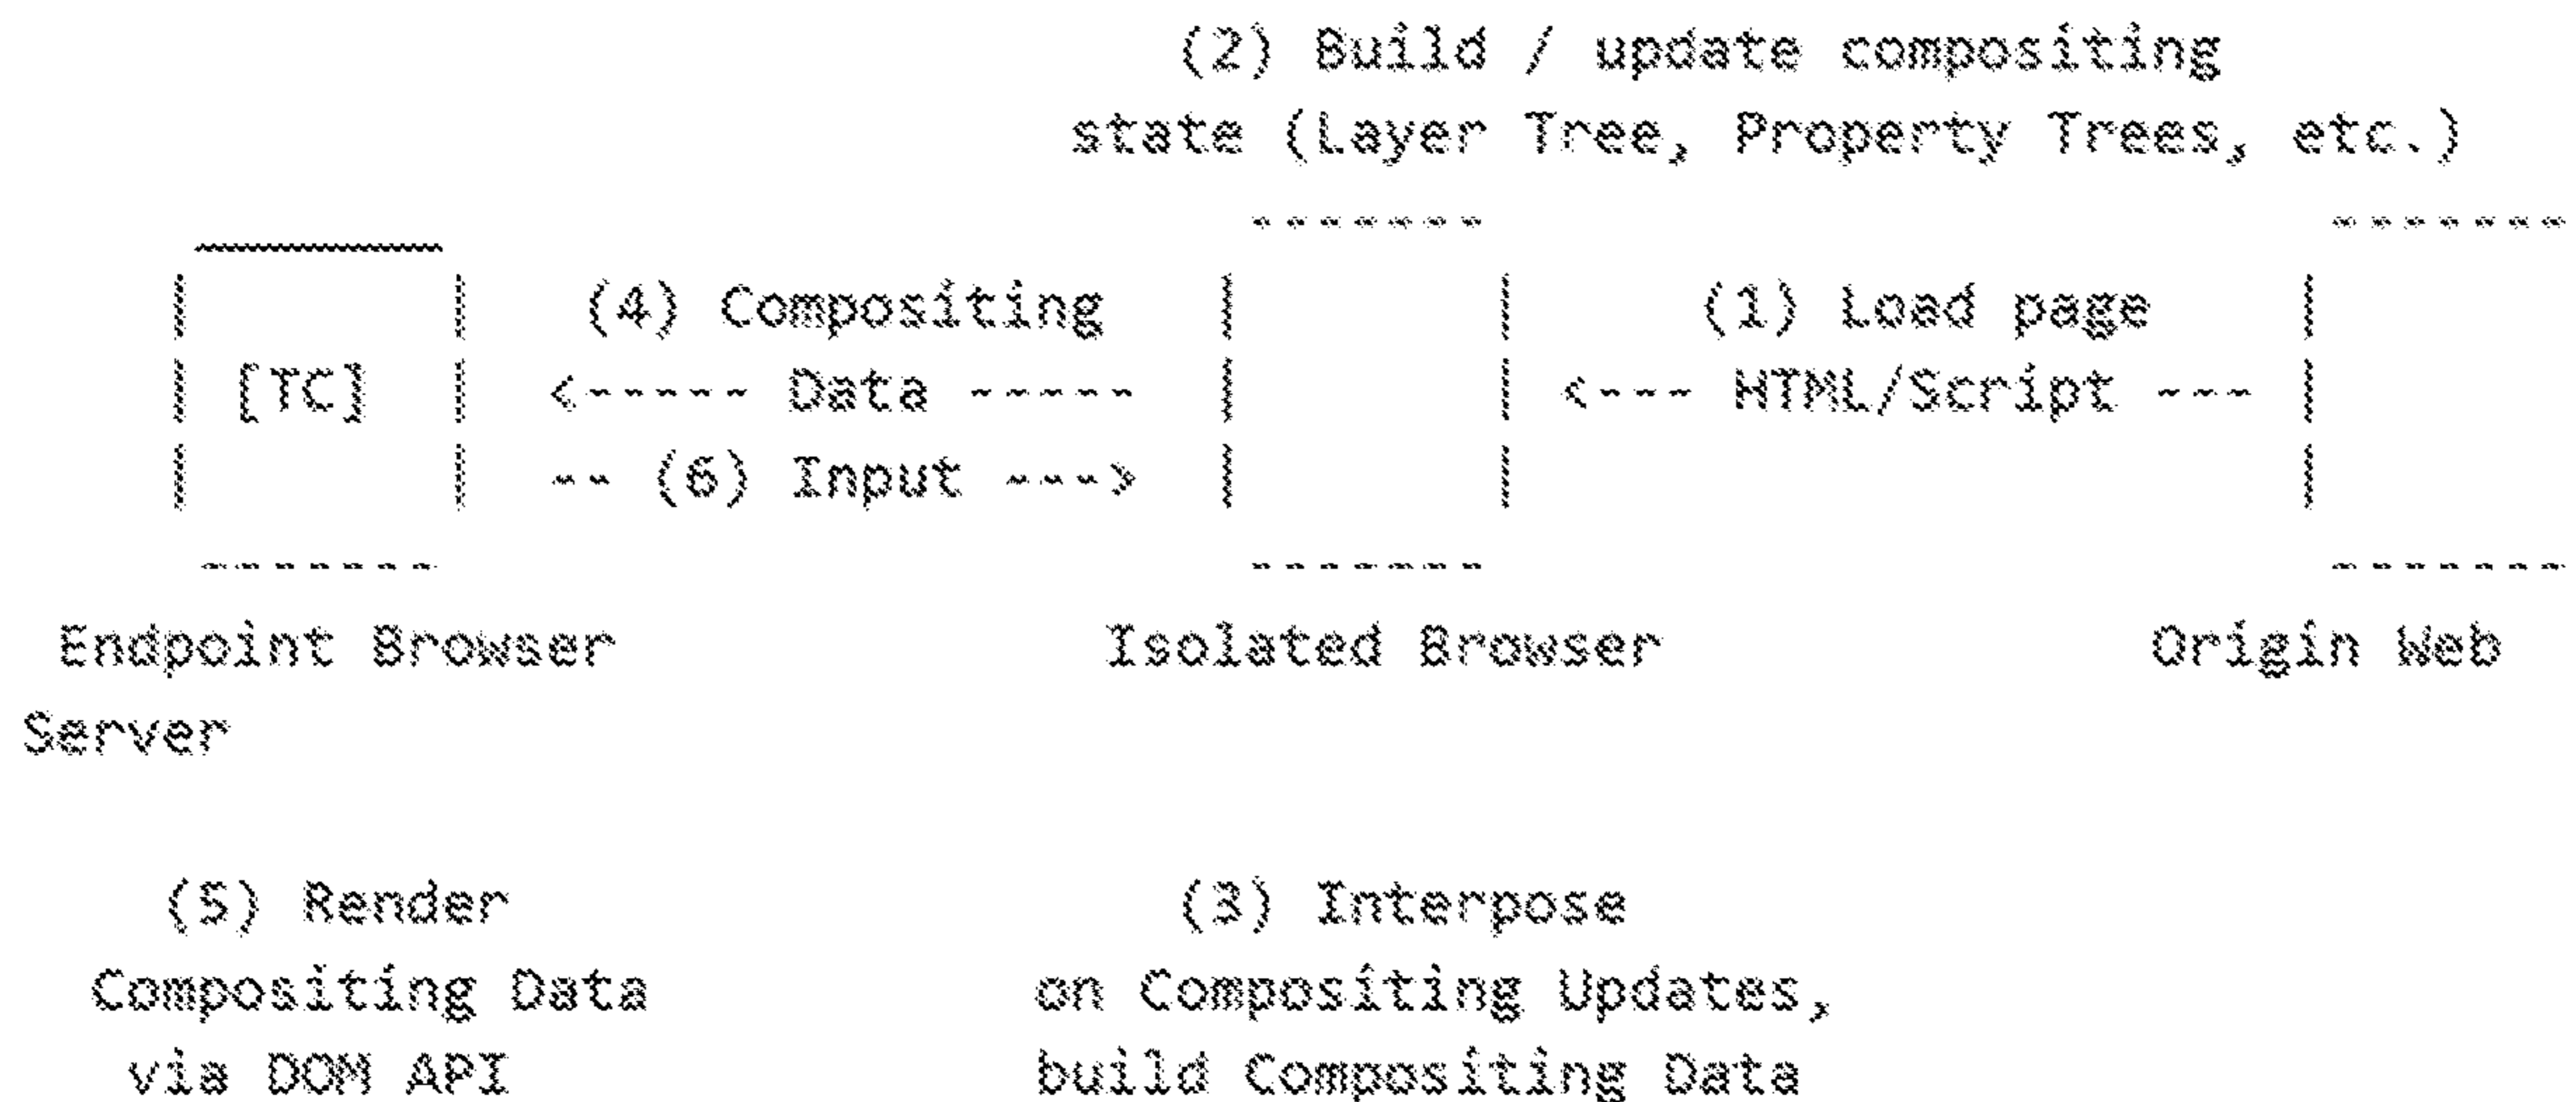 (2) Build / update compositing
state (Layer Tree, Property Trees, etc.)
(4) Compositing (1) Load page
[TC] <----- Data ----- <--- HTML/Script ---
-- (6) Input --->
Endpoint Browser Isolated Browser Origin Web
Server
(5) Render (3) Interpose
Compositing Data on Compositing Updates,
via DOM API build Compositing Data